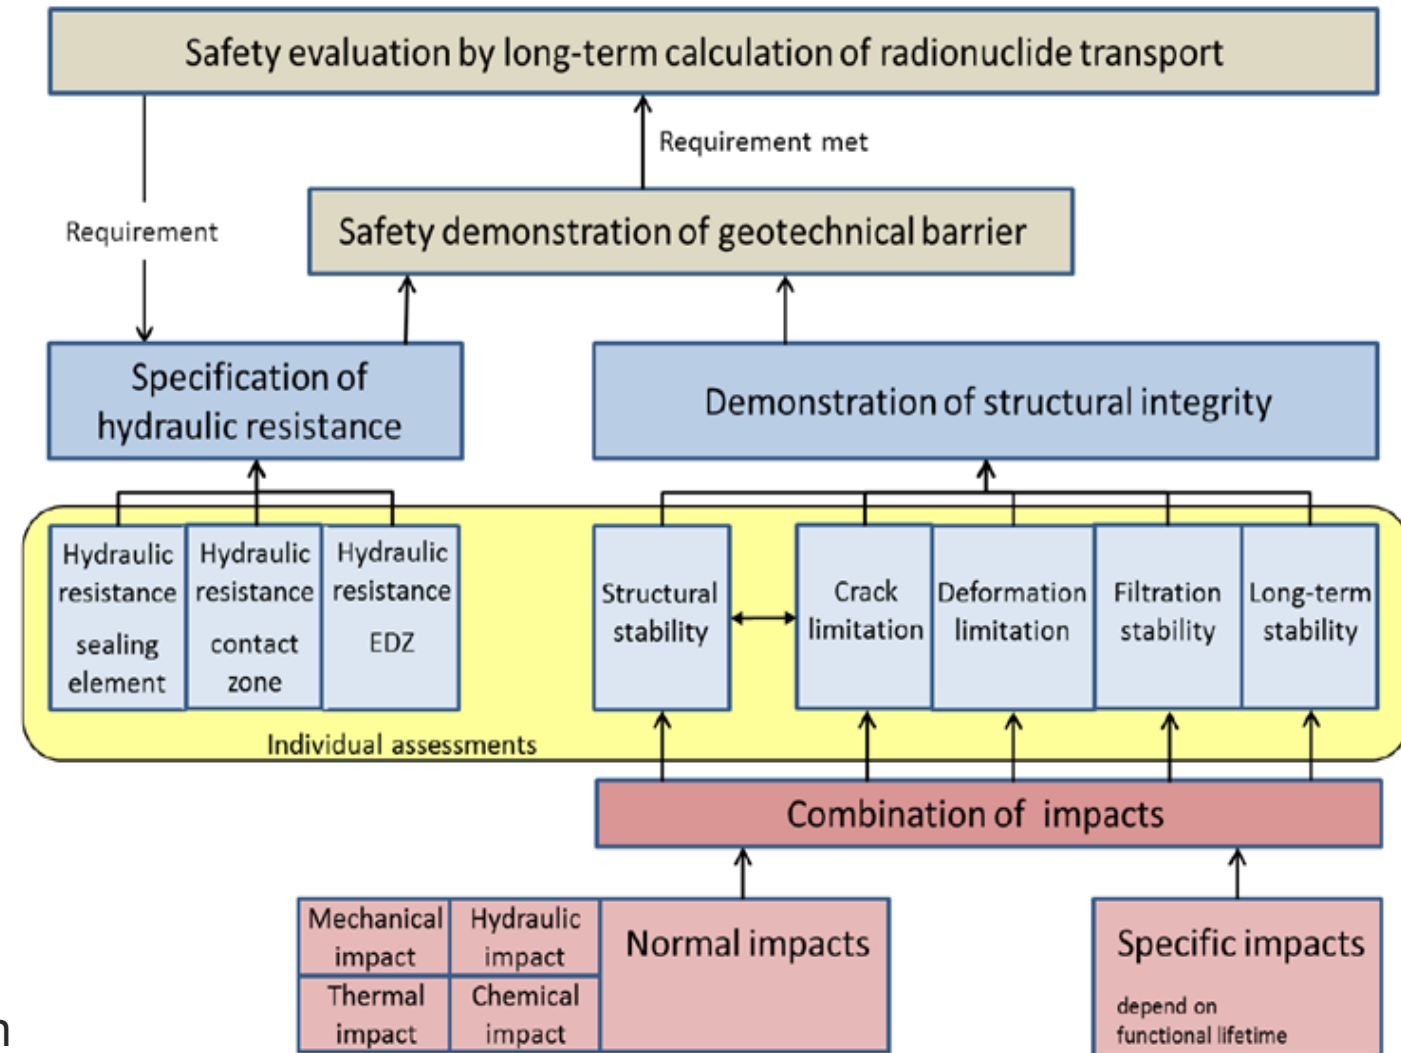 Safety evaluation by long-term calculation of radionuclide transport
Requirement met
Requirement
Safety demonstration of geotechnical barrier
Specification of
hydraulic resistance
Demonstration of structural integrity
Hydraulic
resistance
sealing
element
Hydraulic
resistance
contact
zone
Hydraulic
resistance
EDZ
Structural
stability
Crack
limitation
Deformation
limitation
Filtration
stability
Long-term
stability
Individual assessments
Combination of impacts
Mechanical
impact
Hydraulic
impact
Thermal
impact
Chemical
impact
Normal impacts
Specific impacts
depend on
functional lifetime